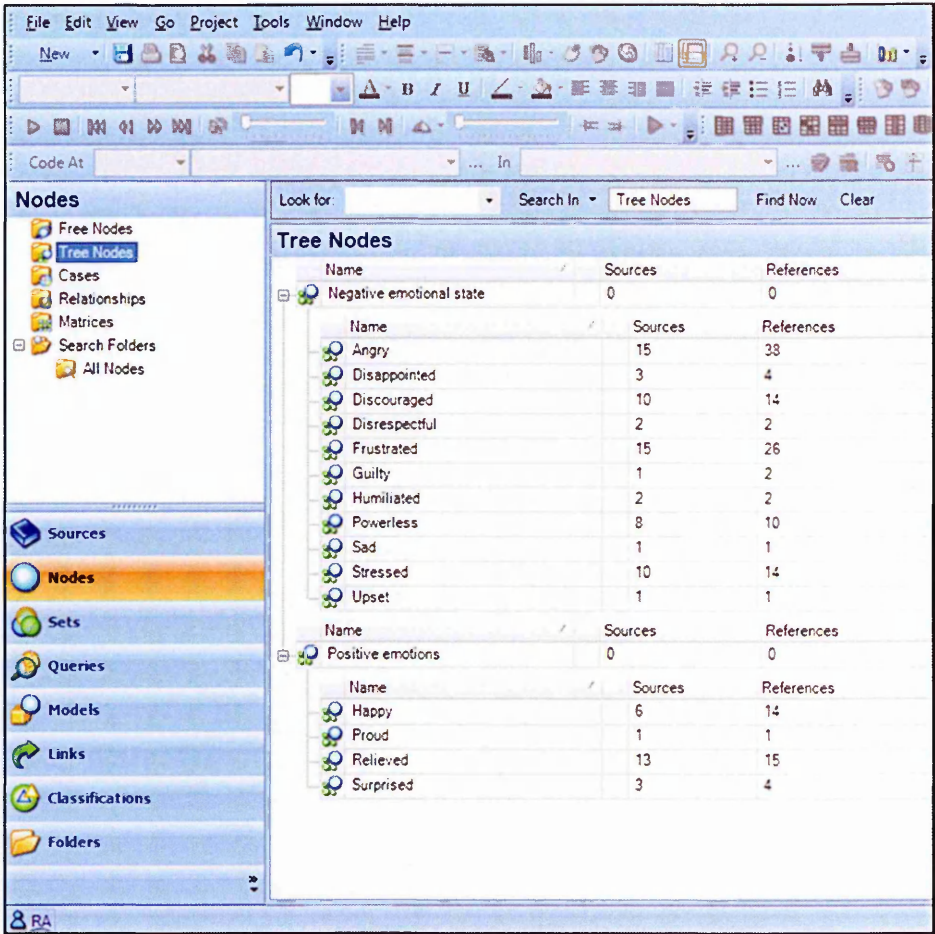 File Edit View Go Project Tools Window Help
New
A B I U
Code At ... In ...
Nodes
Free Nodes
Tree Nodes
Cases
Relationships
Matrices
Search Folders
All Nodes
Sources
Nodes
Sets
Queries
Models
Links
Classifications
Folders
RA
Look for: Search In Tree Nodes Find Now Clear
Tree Nodes
Name Sources References
Negative emotional state 0 0
Name Sources References
Angry 15 38
Disappointed 3 4
Discouraged 10 14
Disrespectful 2 2
Frustrated 15 26
Guilty 1 2
Humiliated 2 2
Powerless 8 10
Sad 1 1
Stressed 10 14
Upset 1 1
Name Sources References
Positive emotions 0 0
Name Sources References
Happy 6 14
Proud 1 1
Relieved 13 15
Surprised 3 4